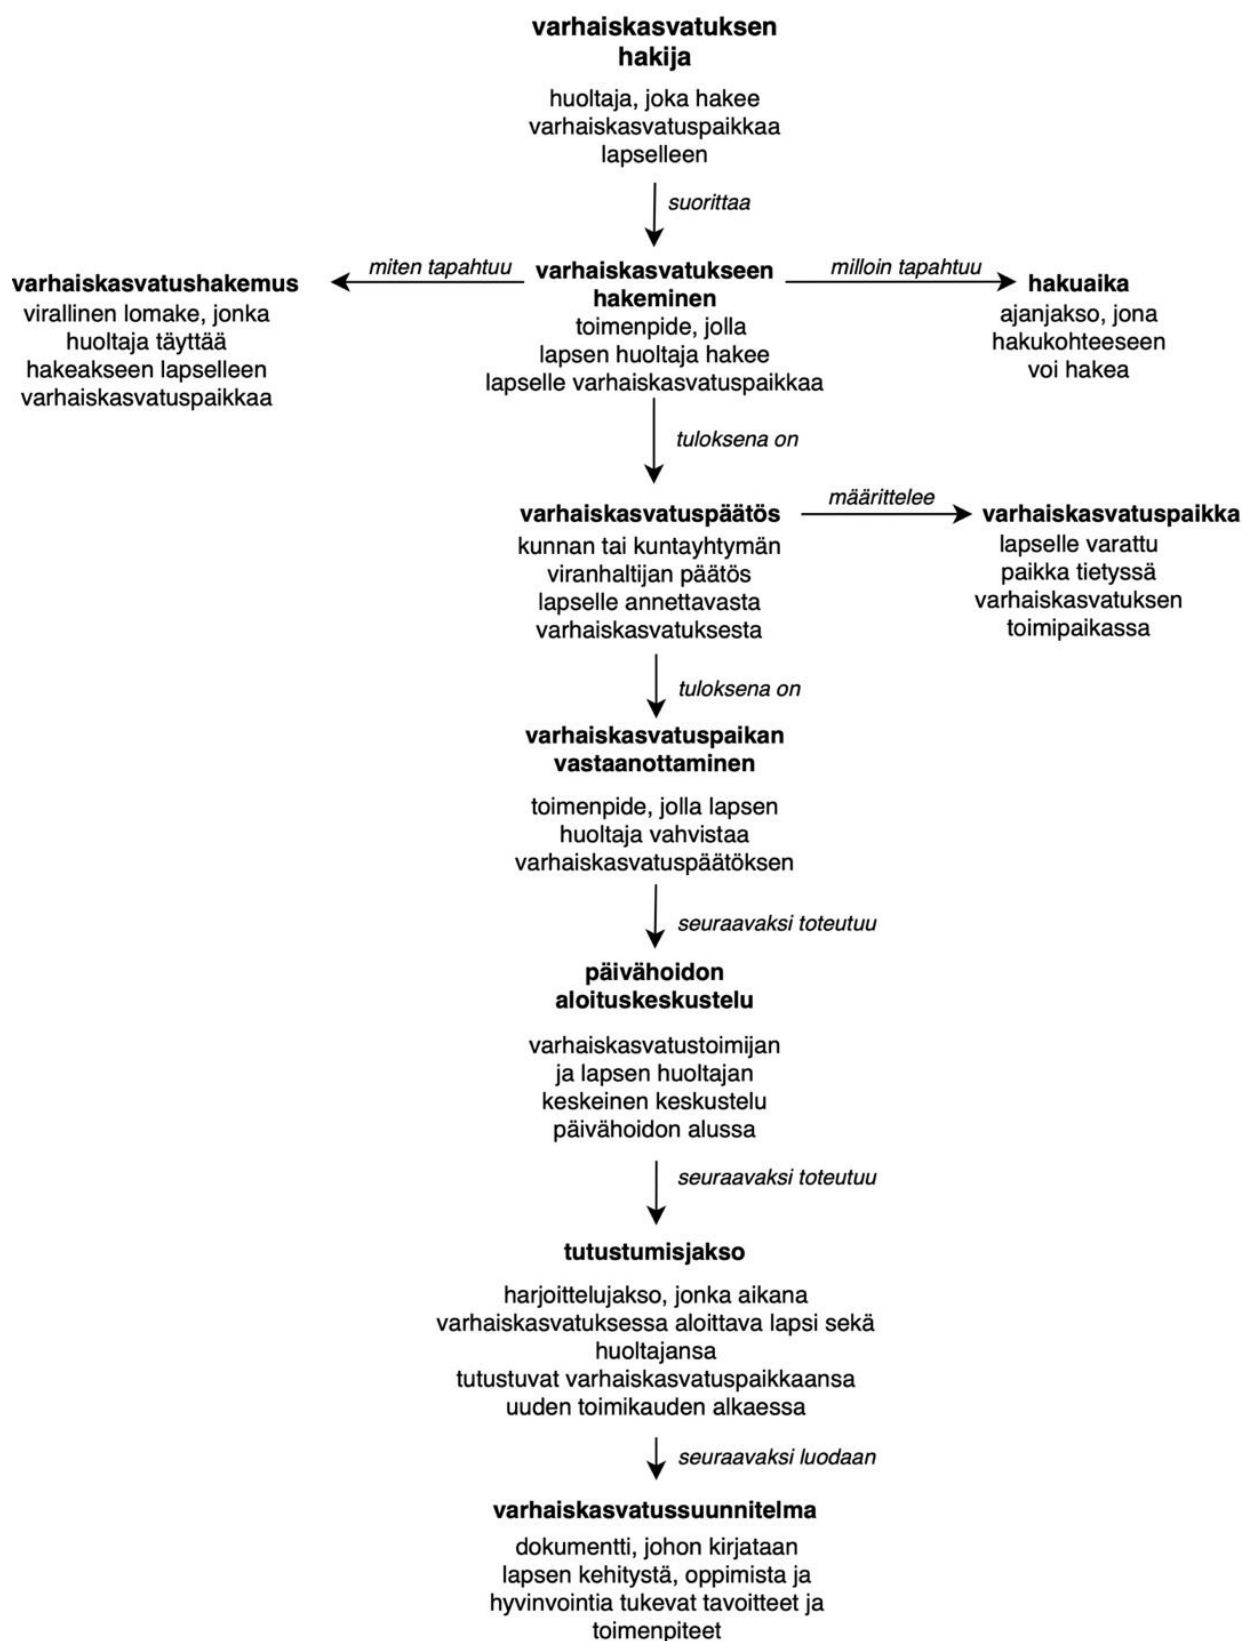 varhaiskasvatuksen
hakija
huoltaja, joka hakee
varhaiskasvatuspaikkaa
lapselleen
suorittaa
varhaiskasvatushakemus
virallinen lomake, jonka
huoltaja täyttää
hakeakseen lapselleen
varhaiskasvatuspaikkaa
miten tapahtuu
varhaiskasvatukseen
hakeminen
toimenpide, jolla
lapsen huoltaja hakee
lapselle varhaiskasvatuspaikkaa
milloin tapahtuu
hakuaika
ajanjakso, jona
hakukohteeseen
voi hakea
tuloksena on
varhaiskasvatuspäätös
kunnan tai kuntayhtymän
viranhaltijan päätös
lapselle annettavasta
varhaiskasvatuksesta
määrittelee
varhaiskasvatuspaikka
lapselle varattu
paikka tietyssä
varhaiskasvatuksen
toimipaikassa
tuloksena on
varhaiskasvatuspaikan
vastaanottaminen
toimenpide, jolla lapsen
huoltaja vahvistaa
varhaiskasvatuspäätöksen
seuraavaksi toteutuu
päivähoidon
aloituskeskustelu
varhaiskasvatustoimijan
ja lapsen huoltajan
keskeinen keskustelu
päivähoidon alussa
seuraavaksi toteutuu
tutustumisjakso
harjoittelujakso, jonka aikana
varhaiskasvatuksessa aloittava lapsi sekä
huoltajansa
tutustuvat varhaiskasvatuspaikkaansa
uuden toimikauden alkaessa
seuraavaksi luodaan
varhaiskasvatussuunnitelma
dokumentti, johon kirjataan
lapsen kehitystä, oppimista ja
hyvinvointia tukevat tavoitteet ja
toimenpiteet